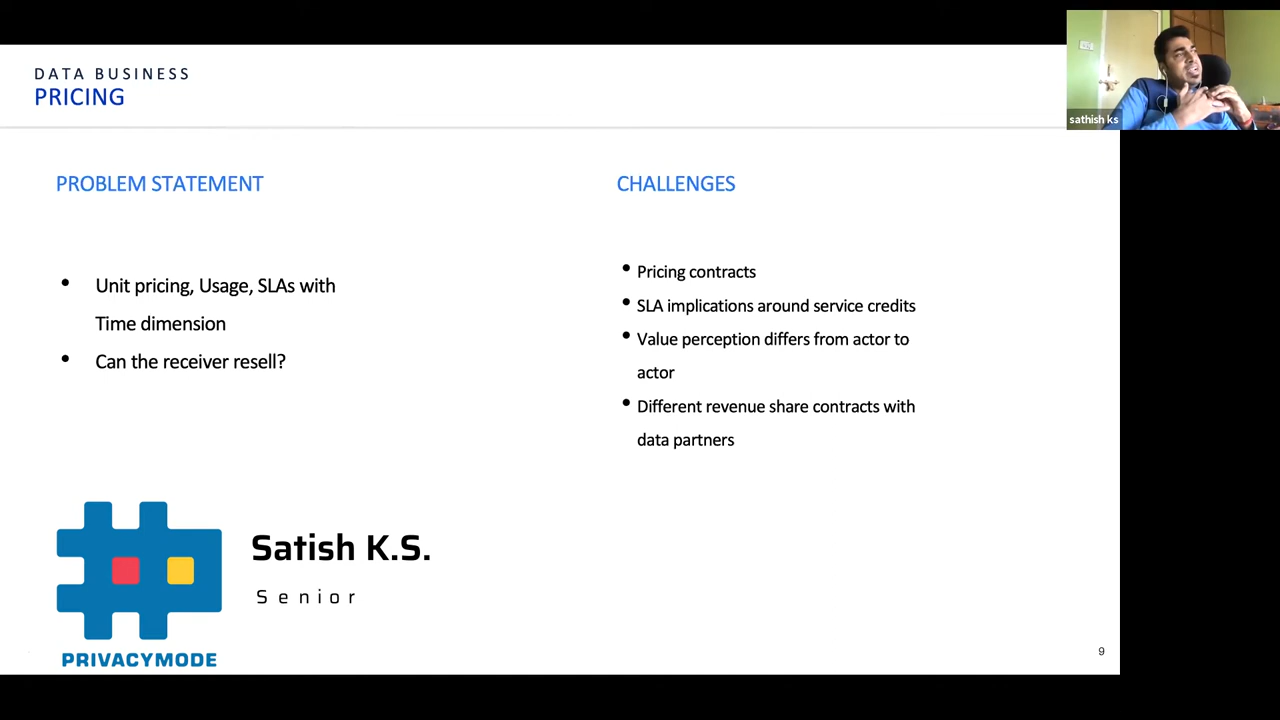 DATA BUSINESS
PRICING
sathish ks
PROBLEM STATEMENT
• Unit pricing, Usage, SLAs with
Time dimension
• Can the receiver resell?
CHALLENGES
• Pricing contracts
• SLA implications around service credits
• Value perception differs from actor to
actor
• Different revenue share contracts with
data partners
Satish K.S.
Senior
PRIVACYMODE
9